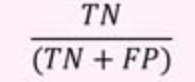 TN
(TN + FP)